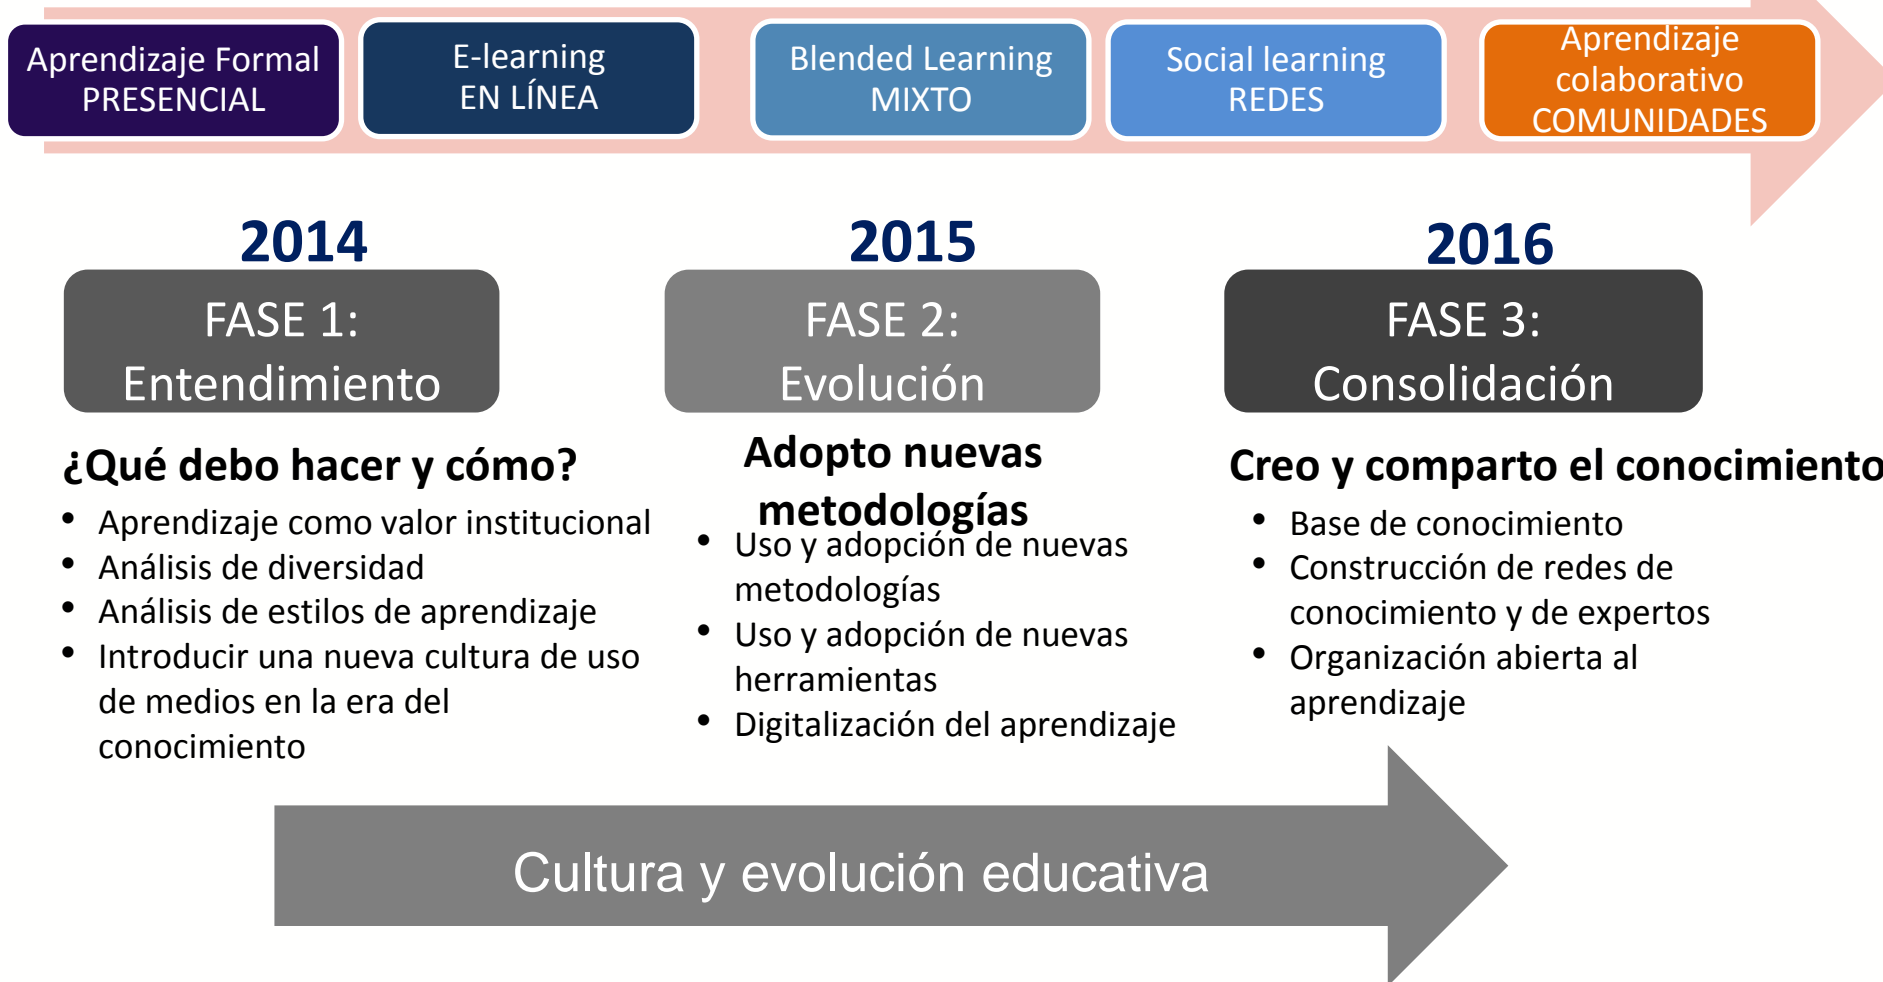 Aprendizaje Formal
PRESENCIAL
E-learning
EN LÍNEA
Blended Learning
MIXTO
Social learning
REDES
Aprendizaje
colaborativo
COMUNIDADES
2014
FASE 1:
Entendimiento
¿Qué debo hacer y cómo?
• Aprendizaje como valor institucional
• Análisis de diversidad
• Análisis de estilos de aprendizaje
• Introducir una nueva cultura de uso
de medios en la era del
conocimiento
2015
FASE 2:
Evolución
Adopto nuevas
metodologías
• Uso y adopción de nuevas
metodologías
• Uso y adopción de nuevas
herramientas
• Digitalización del aprendizaje
2016
FASE 3:
Consolidación
Creo y comparto el conocimiento
• Base de conocimiento
• Construcción de redes de
conocimiento y de expertos
• Organización abierta al
aprendizaje
Cultura y evolución educativa